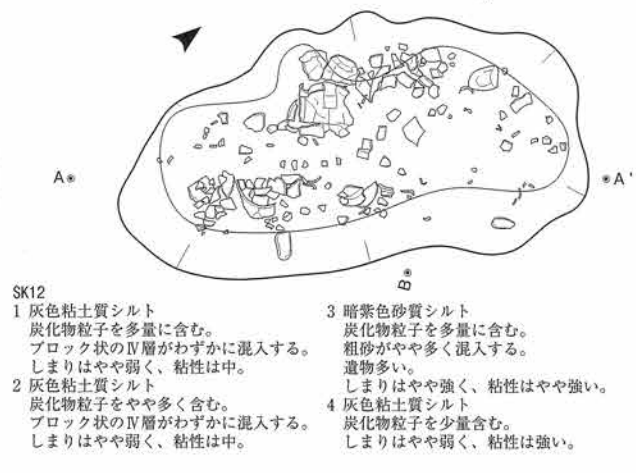 A
A'
B
SK12
1 灰色粘土質シルト
炭化物粒子を多量に含む。
ブロック状のⅣ層がわずかに混入する。
しまりはやや弱く、粘性は中。
2 灰色粘土質シルト
炭化物粒子をやや多く含む。
ブロック状のⅣ層がわずかに混入する。
しまりはやや弱く、粘性は中。
3 暗紫色砂質シルト
炭化物粒子を多量に含む。
粗砂がやや多く混入する。
遺物多い。
しまりはやや強く、粘性はやや強い。
4 灰色粘土質シルト
炭化物粒子を少量含む。
しまりはやや弱く、粘性は強い。